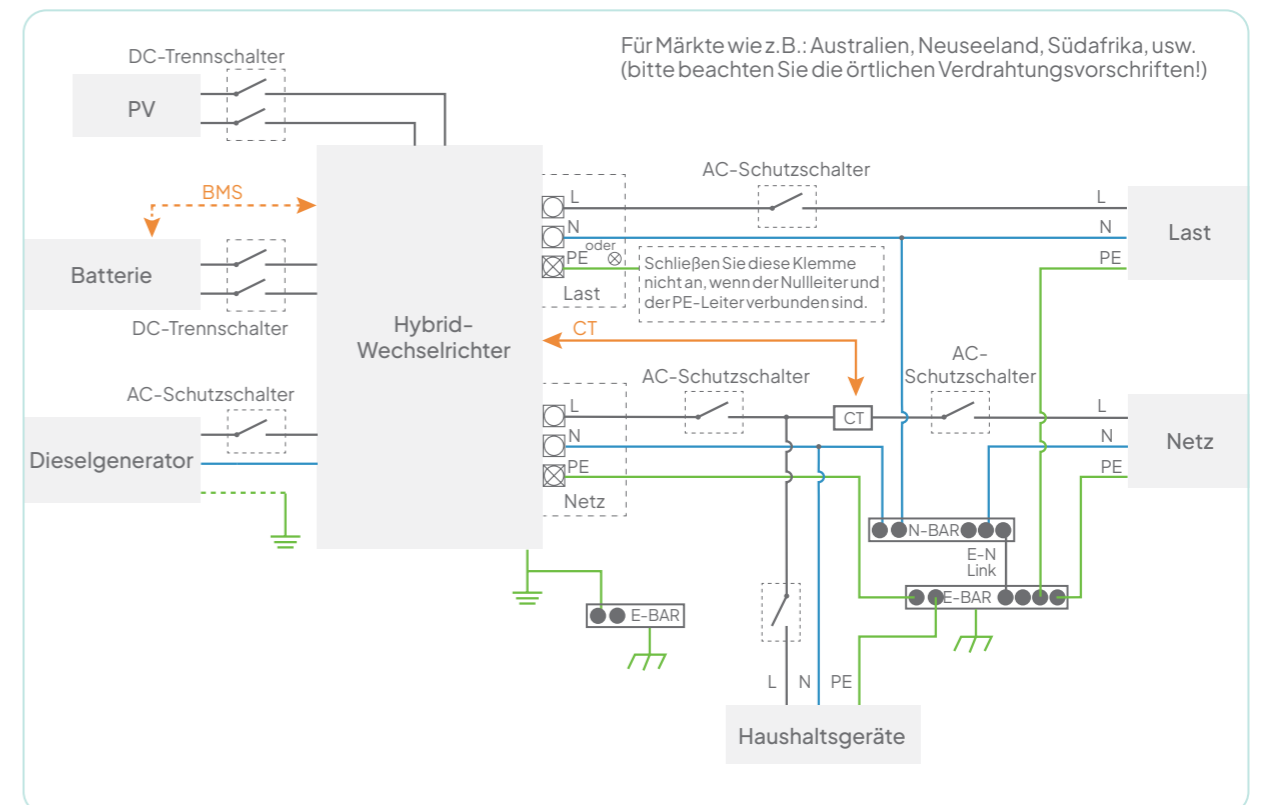 Für Märkte wie z.B.: Australien, Neuseeland, Südafrika, usw.
(bitte beachten Sie die örtlichen Verdrahtungsvorschriften!)
DC-Trennschalter
PV
BMS
Batterie
DC-Trennschalter
AC-Schutzschalter
Dieselgenerator
Hybrid-
Wechselrichter
L
N
oder
PE
Last
Schließen Sie diese Klemme
nicht an, wenn der Nullleiter und
der PE-Leiter verbunden sind.
AC-Schutzschalter
L
N
PE
Last
CT
AC-Schutzschalter
CT
AC-
Schutzschalter
L
N
PE
Netz
L
N
PE
Netz
N-BAR
E-N
Link
E-BAR
E-BAR
L
N
PE
Haushaltsgeräte